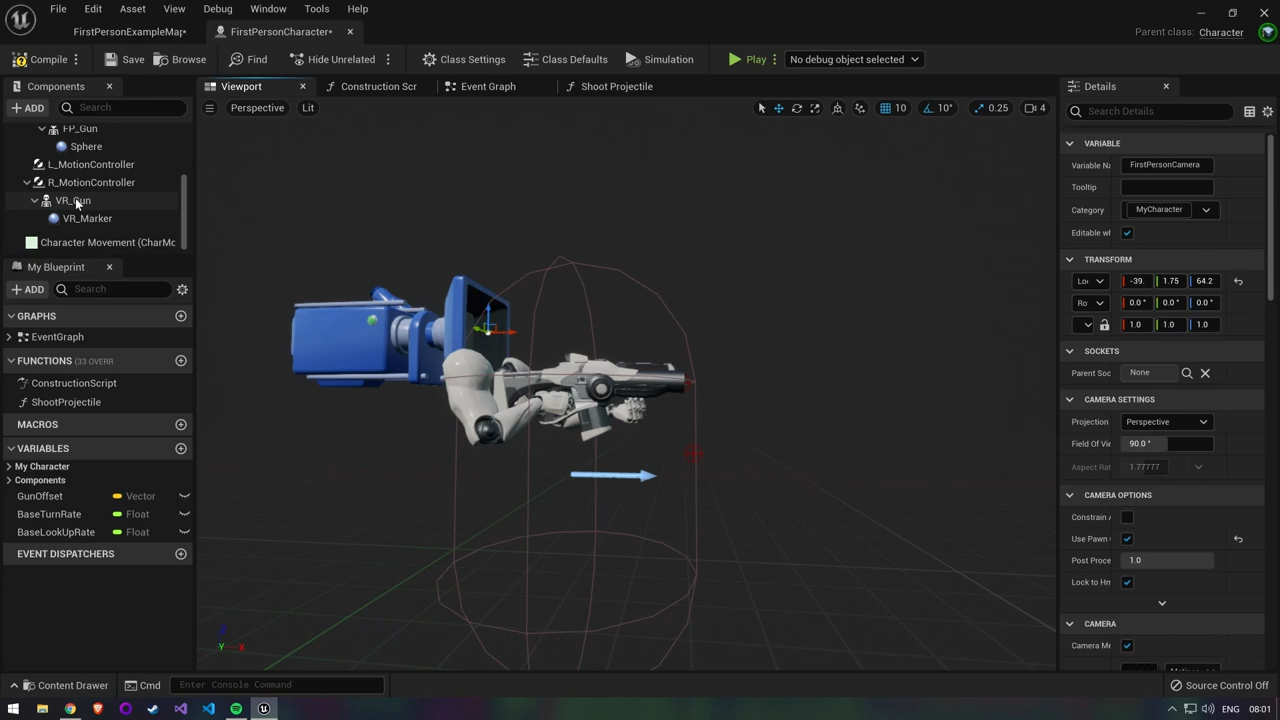 File Edit Asset View Debug Window Tools Help
FirstPersonExampleMap*
FirstPersonCharacter*
Parent class: Character
Compile
Save
Browse
Find
Hide Unrelated
Class Settings
Class Defaults
Simulation
Play
No debug object selected
Components
Viewport
Construction Scr
Event Graph
Shoot Projectile
Details
ADD
Search
Perspective
Lit
10
10°
0.25
4
Search Details
FP_Gun
Sphere
L_MotionController
R_MotionController
VR_Gun
VR_Marker
Character Movement (CharMo
My Blueprint
ADD
Search
GRAPHS
EventGraph
FUNCTIONS (33 OVERR
ConstructionScript
ShootProjectile
MACROS
VARIABLES
My Character
Components
GunOffset Vector
BaseTurnRate Float
BaseLookUpRate Float
EVENT DISPATCHERS
Z
Y
X
VARIABLE
Variable Na FirstPersonCamera
Tooltip
Category MyCharacter
Editable wh
TRANSFORM
Loc -39. 1.75 64.2
Ro 0.0 ° 0.0 ° 0.0 °
1.0 1.0 1.0
SOCKETS
Parent Soc None
CAMERA SETTINGS
Projection Perspective
Field Of Vie 90.0 °
Aspect Rat 1.77777
CAMERA OPTIONS
Constrain A
Use Pawn
Post Proce 1.0
Lock to Hm
CAMERA
Camera Me
Content Drawer
Cmd
Enter Console Command
Source Control Off
ENG
08:01